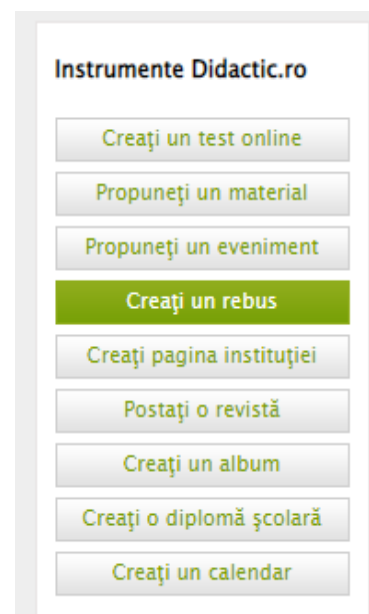 Instrumente Didactic.ro
Creaţi un test online
Propuneţi un material
Propuneţi un eveniment
Creaţi un rebus
Creaţi pagina instituţiei
Postaţi o revistă
Creaţi un album
Creaţi o diplomă şcolară
Creaţi un calendar